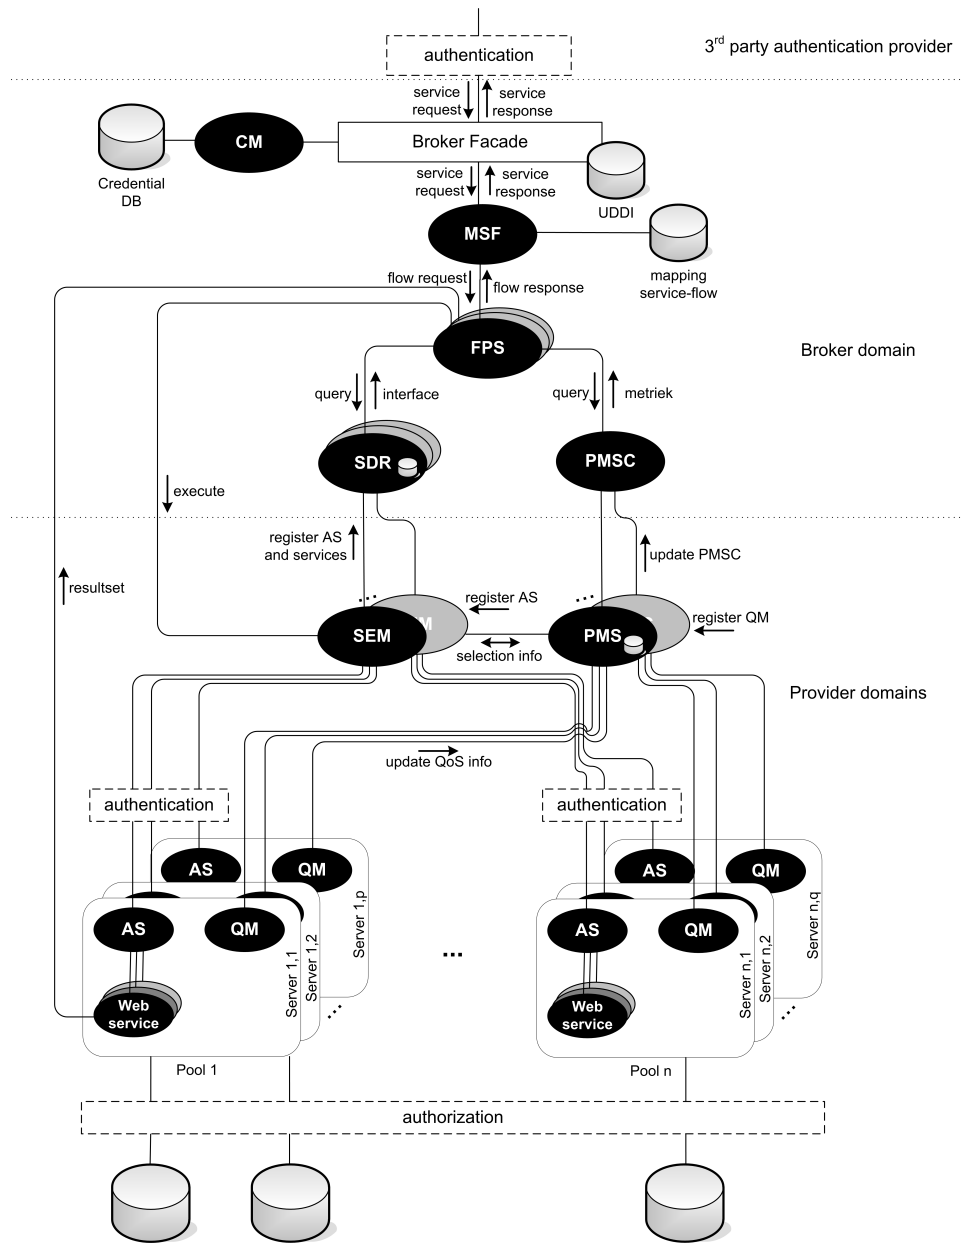 authentication
3rd party authentication provider
service
request
service
response
CM
Broker Facade
Credential
DB
service
request
service
response
UDDI
MSF
mapping
service-flow
flow request
flow response
FPS
Broker domain
query
interface
query
metriek
SDR
PMSC
execute
register AS
and services
update PMSC
resultset
...
...
register AS
register QM
SEM
M
PMS
S
selection info
Provider domains
update QoS info
authentication
authentication
AS
QM
AS
QM
AS
QM
Server 1,1
Server 1,2
Server 1,p
...
AS
QM
Server n,1
Server n,2
Server n,q
Web
service
...
Web
service
...
Pool 1
Pool n
authorization